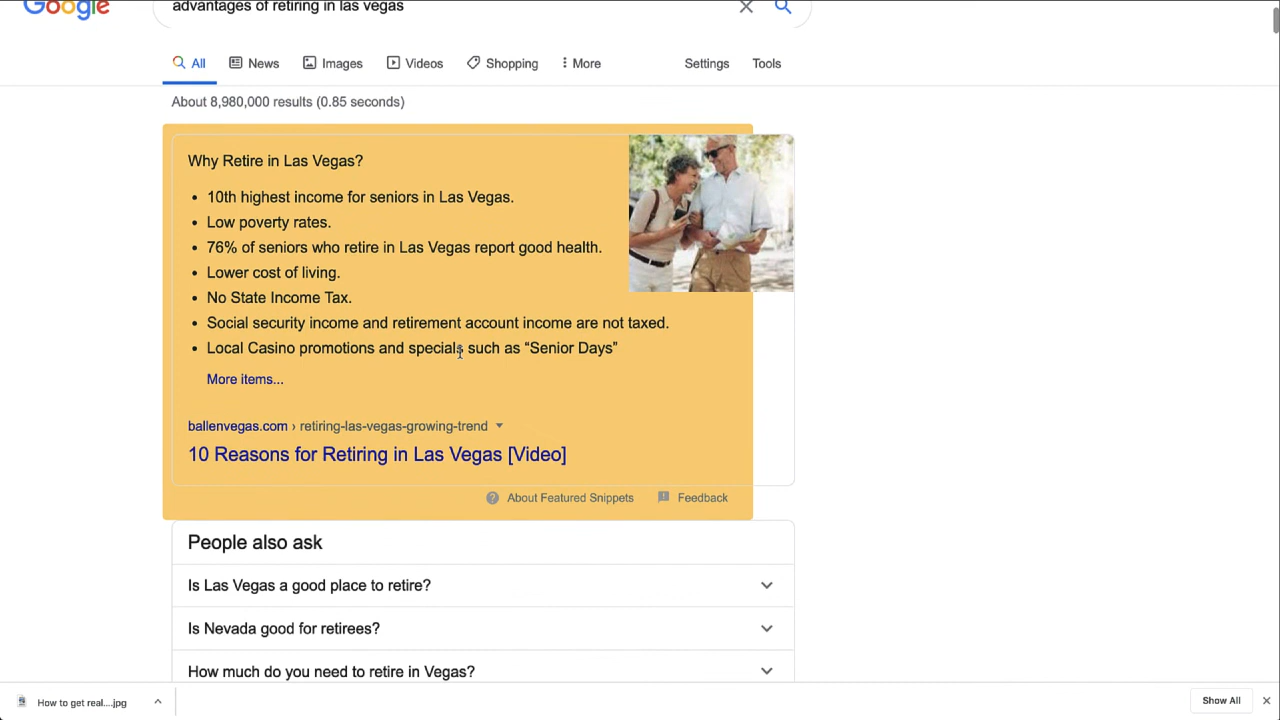 Google
advantages of retiring in las vegas
All News Images Videos Shopping More Settings Tools
About 8,980,000 results (0.85 seconds)
Why Retire in Las Vegas?
• 10th highest income for seniors in Las Vegas.
• Low poverty rates.
• 76% of seniors who retire in Las Vegas report good health.
• Lower cost of living.
• No State Income Tax.
• Social security income and retirement account income are not taxed.
• Local Casino promotions and specials such as “Senior Days”
More items...
ballenvegas.com › retiring-las-vegas-growing-trend
10 Reasons for Retiring in Las Vegas [Video]
About Featured Snippets Feedback
People also ask
Is Las Vegas a good place to retire?
Is Nevada good for retirees?
How much do you need to retire in Vegas?
How to get real....jpg Show All